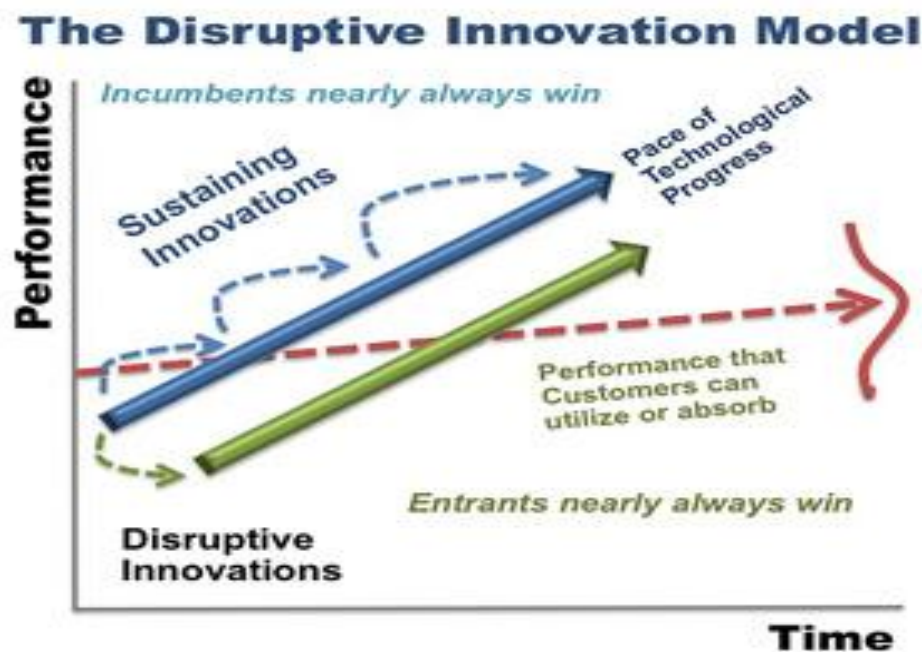 The Disruptive Innovation Model
Performance
Incumbents nearly always win
Sustaining
Innovations
Pace of
Technological
Progress
Performance that
Customers can
utilize or absorb
Entrants nearly always win
Disruptive
Innovations
Time